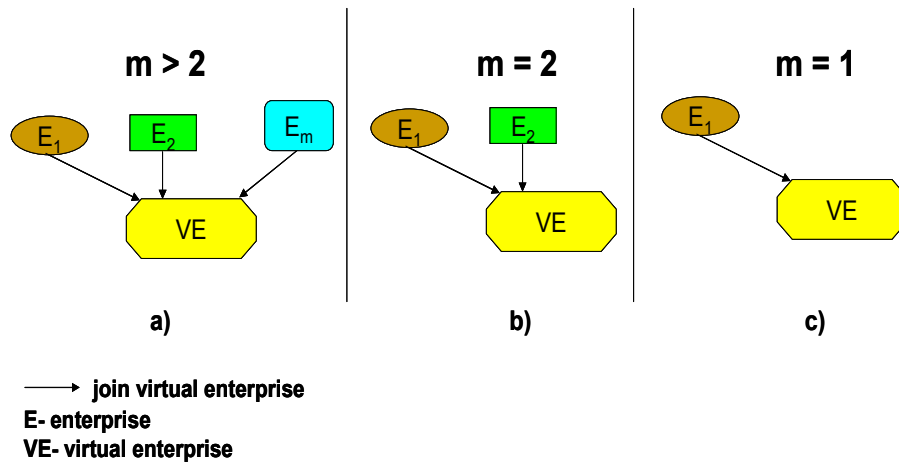 m > 2
E1
E2
Em
VE
a)
m = 2
E1
E2
VE
b)
m = 1
E1
VE
c)
join virtual enterprise
E- enterprise
VE- virtual enterprise